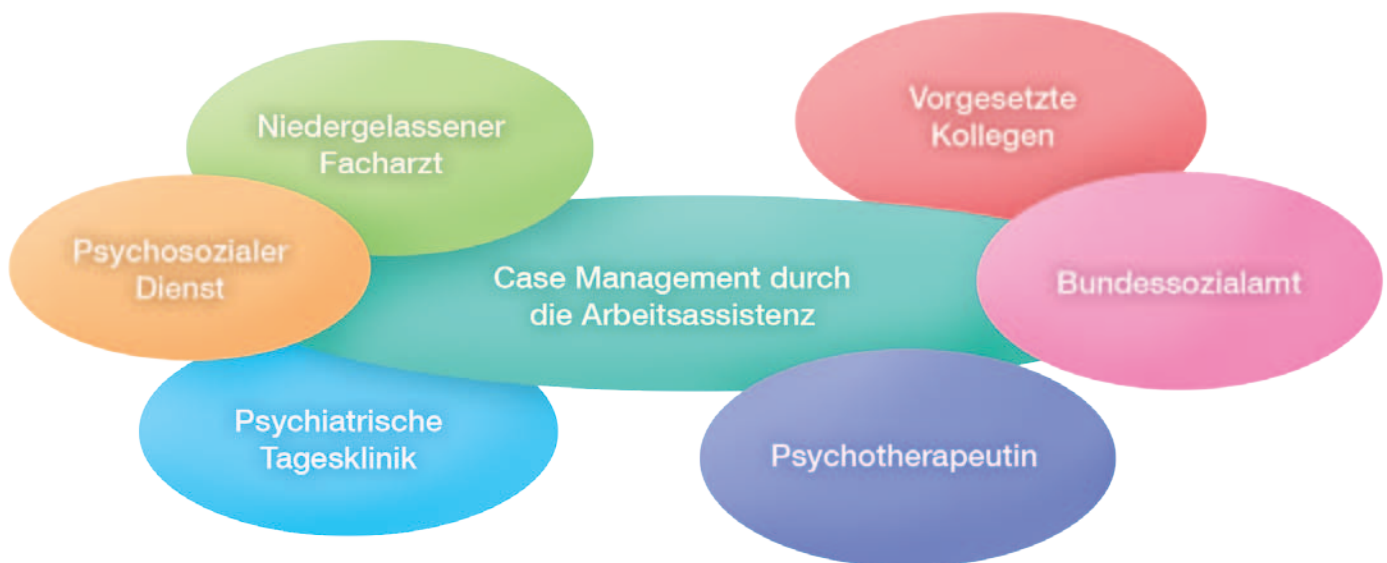 Niedergelassener
Facharzt
Vorgesetzte
Kollegen
Psychosozialer
Dienst
Case Management durch
die Arbeitsassistenz
Bundessozialamt
Psychiatrische
Tagesklinik
Psychotherapeutin